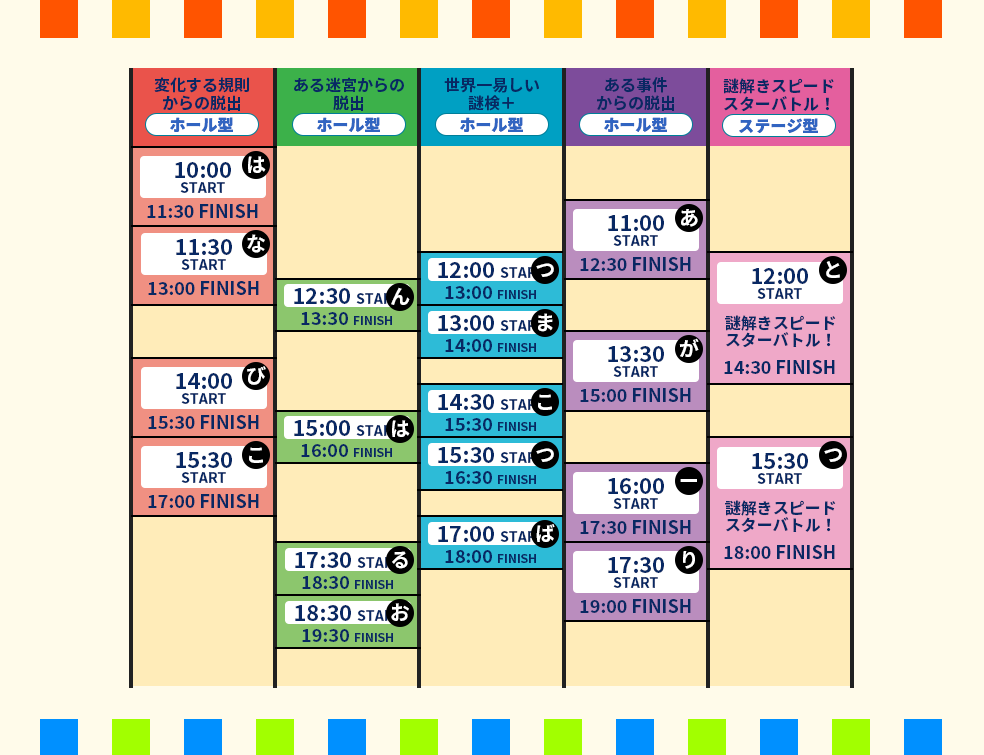 変化する規則
からの脱出
ホール型
10:00
は
START
11:30 FINISH
11:30
な
START
13:00 FINISH
14:00
び
START
15:30 FINISH
15:30
こ
START
17:00 FINISH
ある迷宮からの
脱出
ホール型
12:30 STA
ん
13:30 FINISH
15:00 STA
は
16:00 FINISH
17:30 STA
る
18:30 FINISH
18:30 STA
お
19:30 FINISH
世界一易しい
謎検＋
ホール型
12:00 STA
つ
13:00 FINISH
13:00 STA
ま
14:00 FINISH
14:30 STA
こ
15:30 FINISH
15:30 STA
つ
16:30 FINISH
17:00 STA
ば
18:00 FINISH
ある事件
からの脱出
ホール型
11:00
あ
START
12:30 FINISH
13:30
が
START
15:00 FINISH
16:00
ー
START
17:30 FINISH
17:30
り
START
19:00 FINISH
謎解きスピード
スターバトル！
ステージ型
12:00
と
START
謎解きスピード
スターバトル！
14:30 FINISH
15:30
つ
START
謎解きスピード
スターバトル！
18:00 FINISH